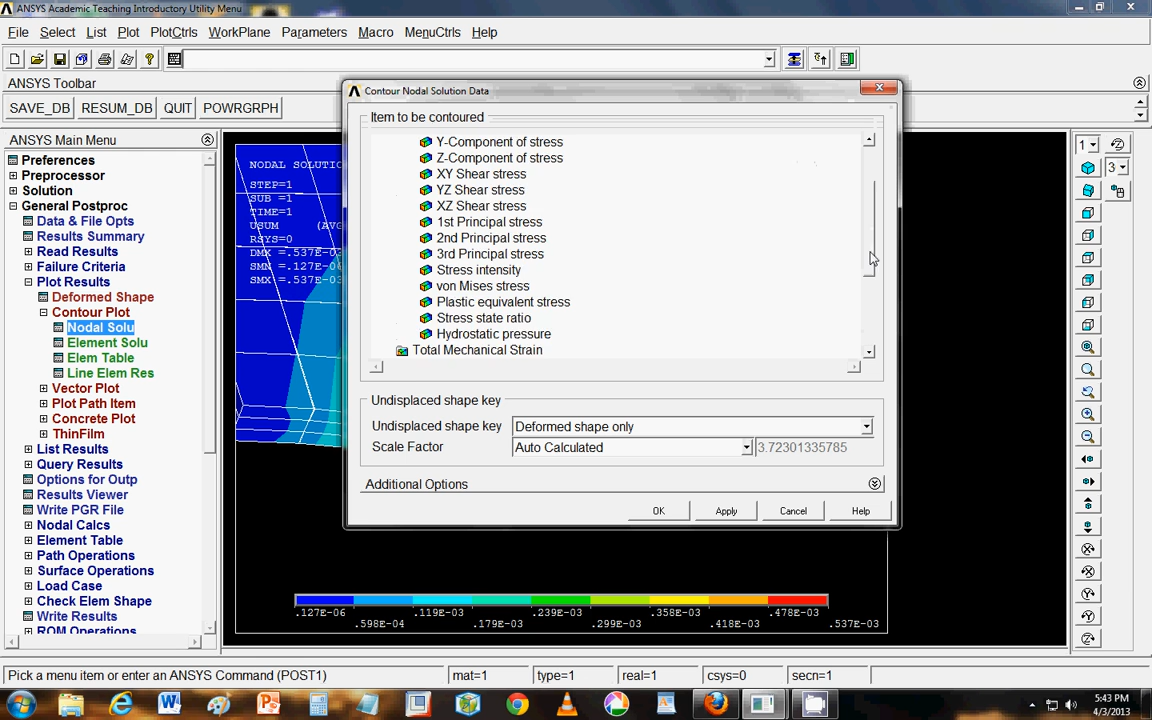 ANSYS Academic Teaching Introductory Utility Menu
File Select List Plot PlotCtrls WorkPlane Parameters Macro MenuCtrls Help
ANSYS Toolbar
SAVE_DB RESUM_DB QUIT POWRGRPH
ANSYS Main Menu
Preferences
Preprocessor
Solution
General Postproc
Data & File Opts
Results Summary
Read Results
Failure Criteria
Plot Results
Deformed Shape
Contour Plot
Nodal Solu
Element Solu
Elem Table
Line Elem Res
Vector Plot
Plot Path Item
Concrete Plot
ThinFilm
List Results
Query Results
Options for Outp
Results Viewer
Write PGR File
Nodal Calcs
Element Table
Path Operations
Surface Operations
Load Case
Check Elem Shape
Write Results
ROM Operations
NODAL SOLUTIO
STEP=1
SUB =1
TIME=1
USUM (AVG
RSYS=0
DMX =.537E-03
SMN =.127E-06
SMX =.537E-03
Contour Nodal Solution Data
Item to be contoured
Y-Component of stress
Z-Component of stress
XY Shear stress
YZ Shear stress
XZ Shear stress
1st Principal stress
2nd Principal stress
3rd Principal stress
Stress intensity
von Mises stress
Plastic equivalent stress
Stress state ratio
Hydrostatic pressure
Total Mechanical Strain
Undisplaced shape key
Undisplaced shape key Deformed shape only
Scale Factor Auto Calculated 3.72301335785
Additional Options
OK Apply Cancel Help
.127E-06 .119E-03 .239E-03 .358E-03 .478E-03
.598E-04 .179E-03 .299E-03 .418E-03 .537E-03
1
3
Pick a menu item or enter an ANSYS Command (POST1) mat=1 type=1 real=1 csys=0 secn=1
5:43 PM
4/3/2013